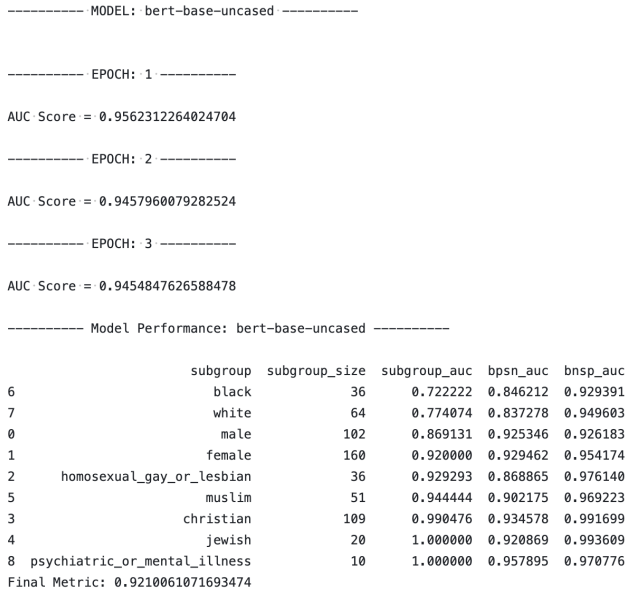 ---------- MODEL: bert-base-uncased ----------
---------- EPOCH: 1 ----------
AUC Score = 0.9562312264024704
---------- EPOCH: 2 ----------
AUC Score = 0.9457960079282524
---------- EPOCH: 3 ----------
AUC Score = 0.9454847626588478
---------- Model Performance: bert-base-uncased ----------
subgroup subgroup_size subgroup_auc bpsn_auc bnsp_auc
6 black 36 0.722222 0.846212 0.929391
7 white 64 0.774074 0.837278 0.949603
0 male 102 0.869131 0.925346 0.926183
1 female 160 0.920000 0.929462 0.954174
2 homosexual_gay_or_lesbian 36 0.929293 0.868865 0.976140
5 muslim 51 0.944444 0.902175 0.969223
3 christian 109 0.990476 0.934578 0.991699
4 jewish 20 1.000000 0.920869 0.993609
8 psychiatric_or_mental_illness 10 1.000000 0.957895 0.970776
Final Metric: 0.9210061071693474